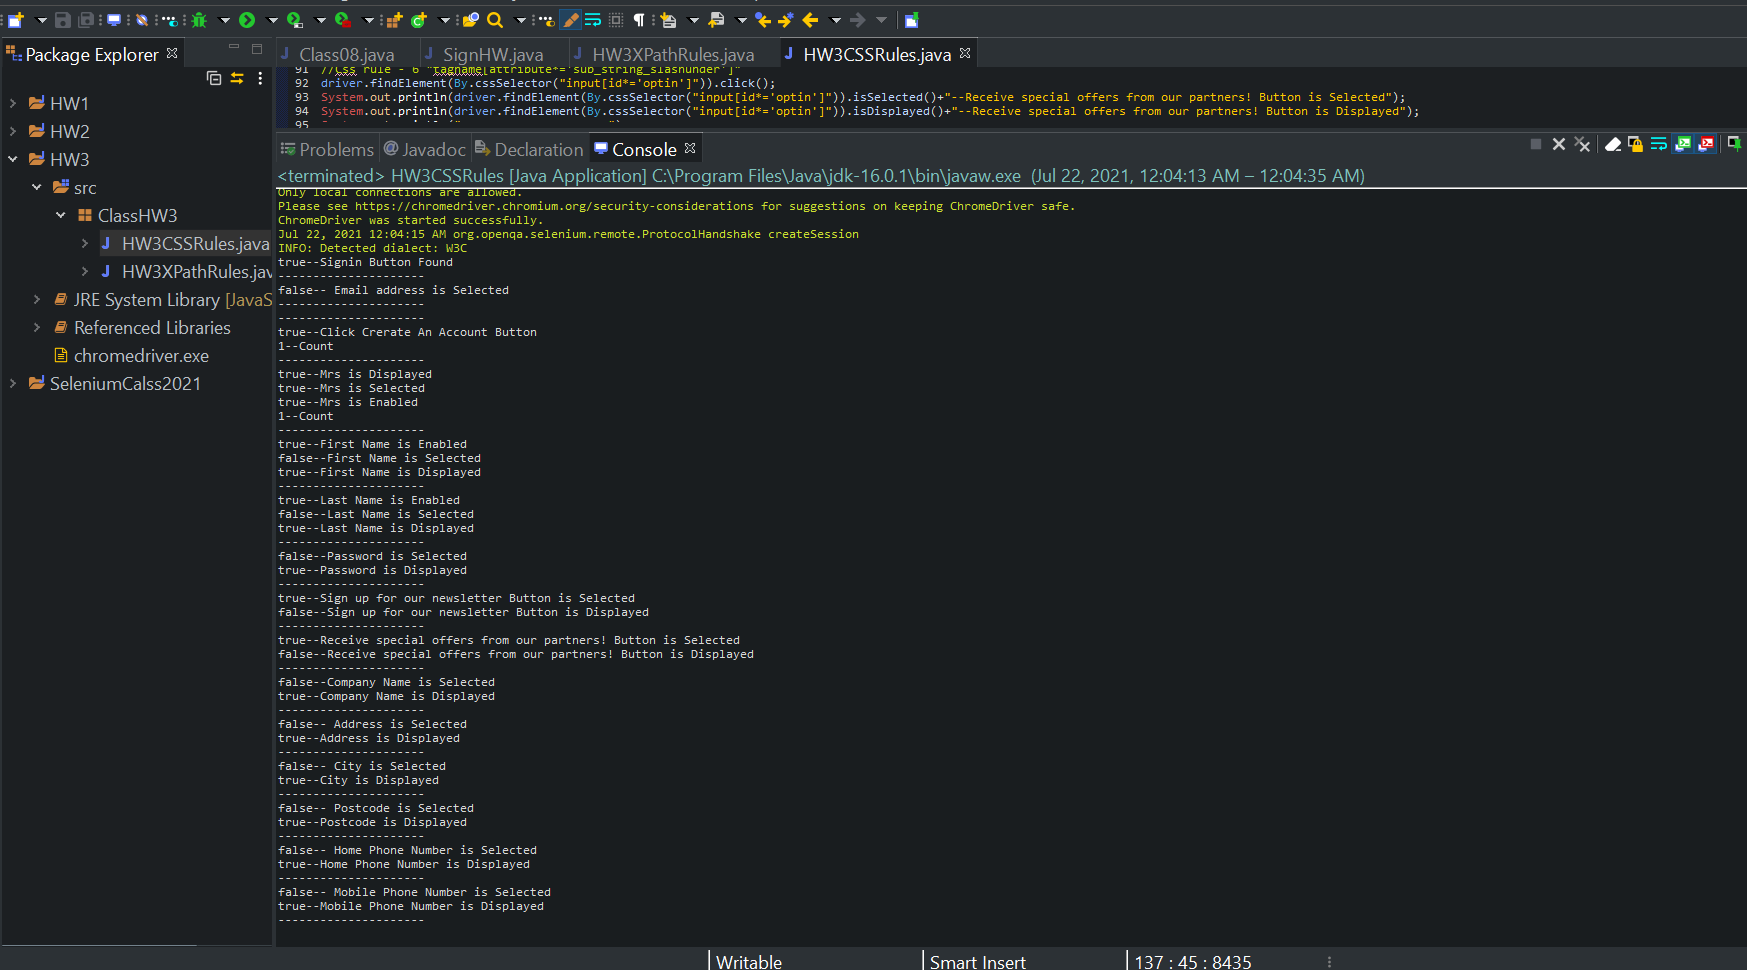 Package Explorer
HW1
HW2
HW3
src
ClassHW3
HW3CSSRules.java
HW3XPathRules.jav
JRE System Library [JavaS
Referenced Libraries
chromedriver.exe
SeleniumCalss2021
Class08.java
SignHW.java
HW3XPathRules.java
HW3CSSRules.java
91 //Css rule - 6 "tagname[attribute*='sub_string_slashunder']"
92 driver.findElement(By.cssSelector("input[id*='optin']")).click();
93 System.out.println(driver.findElement(By.cssSelector("input[id*='optin']")).isSelected()+"--Receive special offers from our partners! Button is Selected");
94 System.out.println(driver.findElement(By.cssSelector("input[id*='optin']")).isDisplayed()+"--Receive special offers from our partners! Button is Displayed");
95
Problems
@ Javadoc
Declaration
Console
<terminated> HW3CSSRules [Java Application] C:\Program Files\Java\jdk-16.0.1\bin\javaw.exe (Jul 22, 2021, 12:04:13 AM – 12:04:35 AM)
Only local connections are allowed.
Please see https://chromedriver.chromium.org/security-considerations for suggestions on keeping ChromeDriver safe.
ChromeDriver was started successfully.
Jul 22, 2021 12:04:15 AM org.openqa.selenium.remote.ProtocolHandshake createSession
INFO: Detected dialect: W3C
true--Signin Button Found
---------------------
false-- Email address is Selected
---------------------
---------------------
true--Click Crerate An Account Button
1--Count
---------------------
true--Mrs is Displayed
true--Mrs is Selected
true--Mrs is Enabled
1--Count
---------------------
true--First Name is Enabled
false--First Name is Selected
true--First Name is Displayed
---------------------
true--Last Name is Enabled
false--Last Name is Selected
true--Last Name is Displayed
---------------------
false--Password is Selected
true--Password is Displayed
---------------------
true--Sign up for our newsletter Button is Selected
false--Sign up for our newsletter Button is Displayed
---------------------
true--Receive special offers from our partners! Button is Selected
false--Receive special offers from our partners! Button is Displayed
---------------------
false--Company Name is Selected
true--Company Name is Displayed
---------------------
false-- Address is Selected
true--Address is Displayed
---------------------
false-- City is Selected
true--City is Displayed
---------------------
false-- Postcode is Selected
true--Postcode is Displayed
---------------------
false-- Home Phone Number is Selected
true--Home Phone Number is Displayed
---------------------
false-- Mobile Phone Number is Selected
true--Mobile Phone Number is Displayed
---------------------
Writable
Smart Insert
137 : 45 : 8435